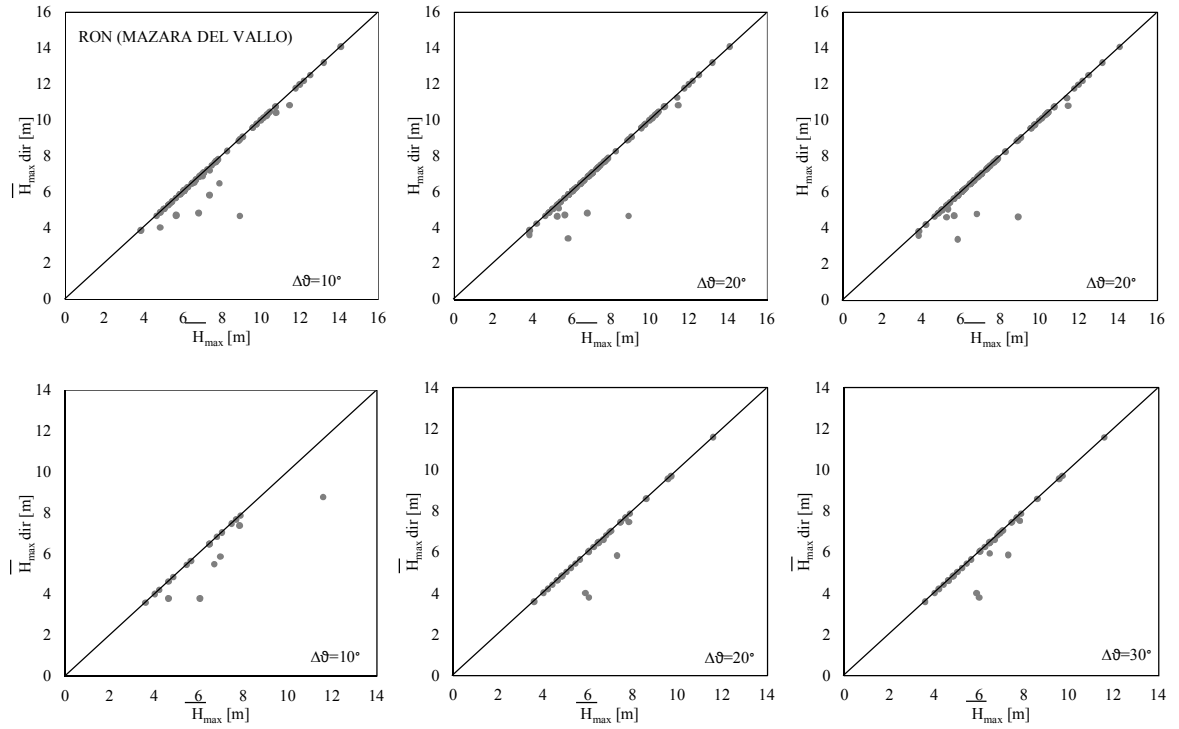 16
14
12
10
8
6
4
2
0
H̅max dir [m]
RON (MAZARA DEL VALLO)
Δϑ=10°
0 2 4 6 8 10 12 14 16
H̅max [m]
16
14
12
10
8
6
4
2
0
Hmax dir [m]
Δϑ=20°
0 2 4 6 8 10 12 14 16
H̅max [m]
16
14
12
10
8
6
4
2
0
Hmax dir [m]
Δϑ=20°
0 2 4 6 8 10 12 14 16
H̅max [m]
14
12
10
8
6
4
2
0
H̅max dir [m]
Δϑ=10°
0 2 4 6 8 10 12 14
H̅max [m]
14
12
10
8
6
4
2
0
H̅max dir [m]
Δϑ=20°
0 2 4 6 8 10 12 14
H̅max [m]
14
12
10
8
6
4
2
0
H̅max dir [m]
Δϑ=30°
0 2 4 6 8 10 12 14
H̅max [m]